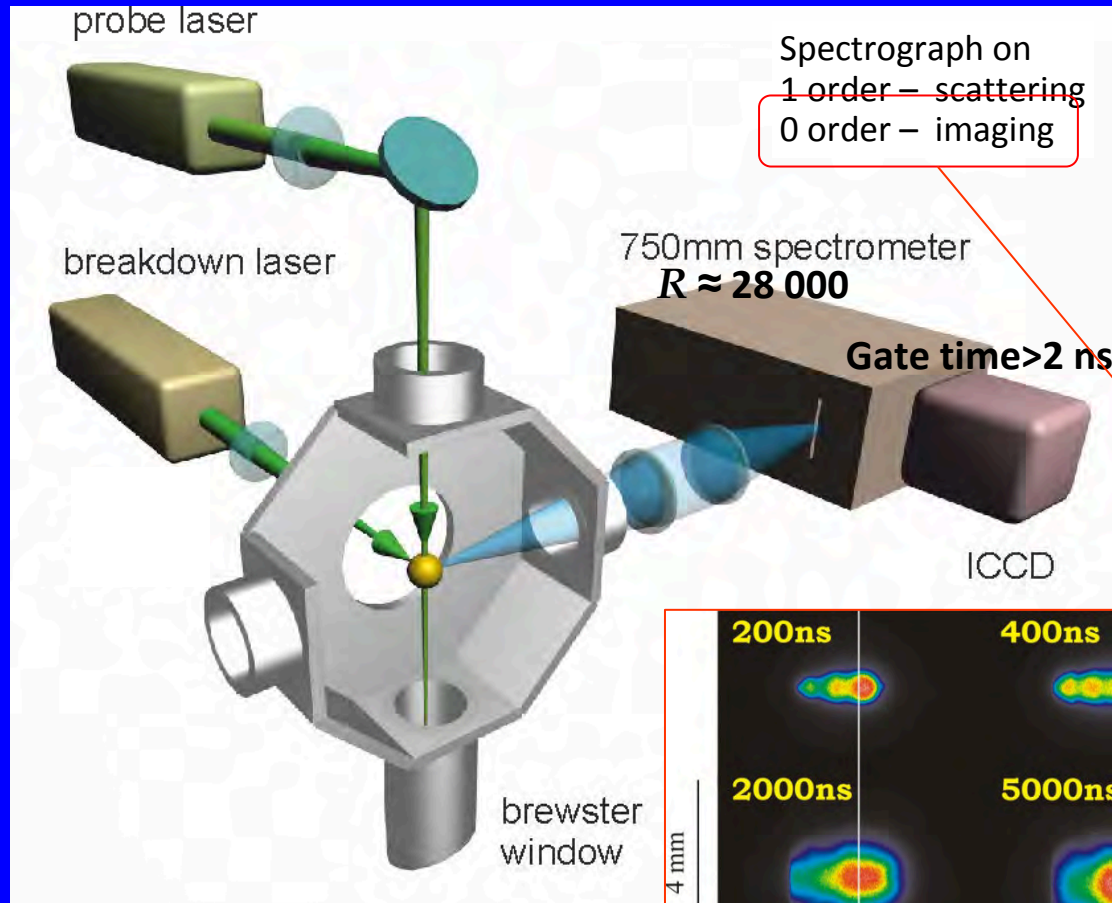 probe laser
Spectrograph on
1 order – scattering
0 order – imaging
breakdown laser
750mm spectrometer
R ≈ 28 000
Gate time>2 ns
ICCD
200ns
400ns
2000ns
5000ns
4 mm
brewster
window